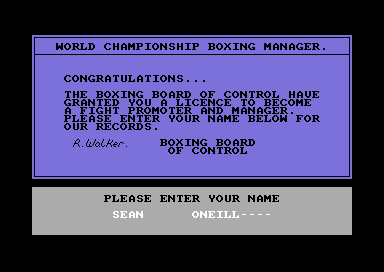 WORLD CHAMPIONSHIP BOXING MANAGER.
CONGRATULATIONS...
THE BOXING BOARD OF CONTROL HAVE
GRANTED YOU A LICENCE TO BECOME
A FIGHT PROMOTER AND MANAGER.
PLEASE ENTER YOUR NAME BELOW FOR
OUR RECORDS.
R.Walker. BOXING BOARD
OF CONTROL
PLEASE ENTER YOUR NAME
SEAN ONEILL----